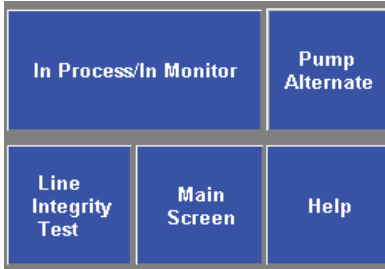 In Process/In Monitor
Pump
Alternate
Line
Integrity
Test
Main
Screen
Help